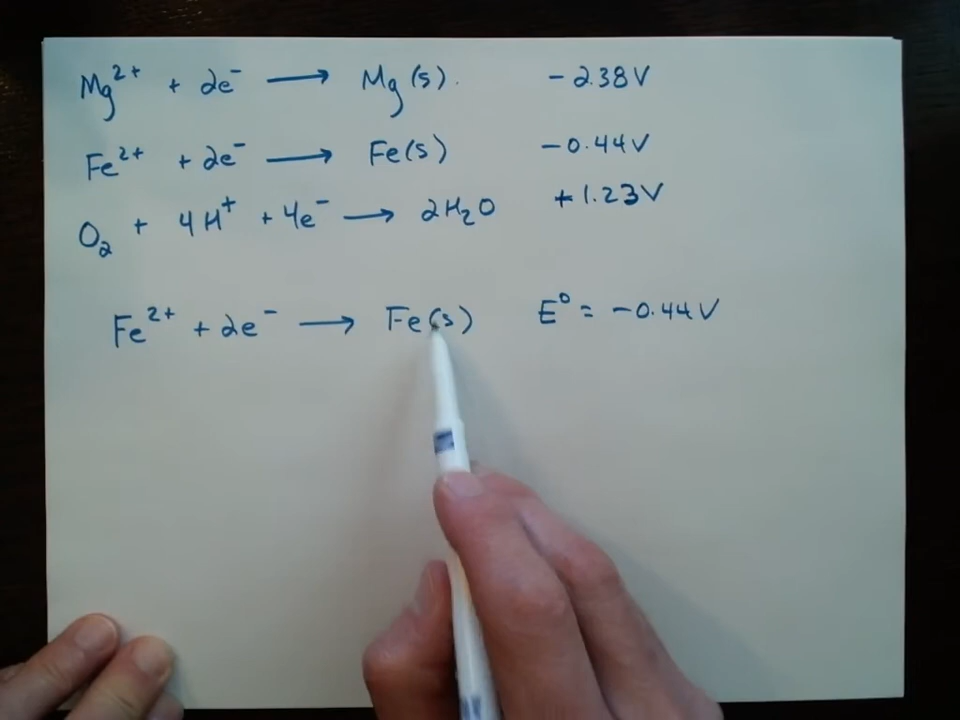 Mg²⁺ + 2e⁻ → Mg(s). -2.38V
Fe²⁺ + 2e⁻ → Fe(s) -0.44V
O₂ + 4H⁺ + 4e⁻ → 2H₂O +1.23V
Fe²⁺ + 2e⁻ → Fe(s) E⁰ = -0.44V